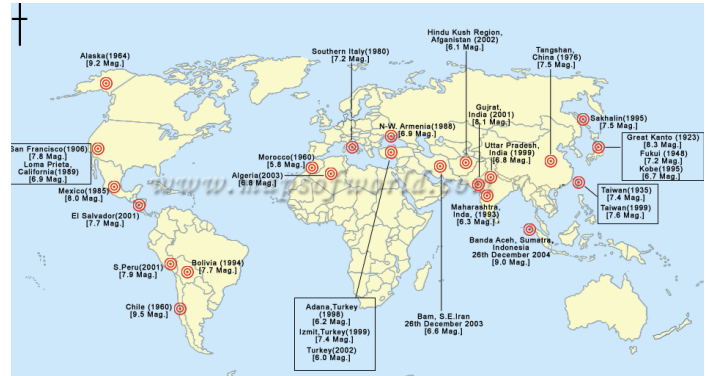 Alaska(1964)
[9.2 Mag.]
Southern Italy(1980)
[7.2 Mag.]
Hindu Kush Region,
Afganistan (2002)
[6.1 Mag.]
Tangshan,
China (1976)
[7.5 Mag.]
Gujrat,
India (2001)
[8.1 Mag.]
N-W. Armenia(1988)
[6.9 Mag.]
Sakhalin(1995)
[7.5 Mag.]
San Francisco(1906)
[7.8 Mag.]
Loma Prieta,
California(1989)
[6.9 Mag.]
Great Kanto (1923)
[8.3 Mag.]
Fukui (1948)
[7.2 Mag.]
Kobe(1995)
[6.7 Mag.]
Uttar Pradesh,
India (1999)
[6.8 Mag.]
Morocco(1960)
[5.8 Mag.]
Algeria(2003)
[6.8 Mag.]
www.mapsofworld.com
Mexico(1985)
[8.0 Mag.]
Taiwan(1935)
[7.4 Mag.]
Taiwan(1999)
[7.6 Mag.]
El Salvador(2001)
[7.7 Mag.]
Maharashtra,
Inda, (1993)
[6.3 Mag.]
Banda Aceh, Sumatra,
Indonesia
26th December 2004
[9.0 Mag.]
S.Peru(2001)
[7.9 Mag.]
Bolivia (1994)
[7.7 Mag.]
Chile (1960)
[9.5 Mag.]
Adana,Turkey
(1998)
[6.2 Mag.]
Izmit,Turkey(1999)
[7.4 Mag.]
Turkey(2002)
[6.0 Mag.]
Bam, S.E.Iran
26th December 2003
[6.6 Mag.]